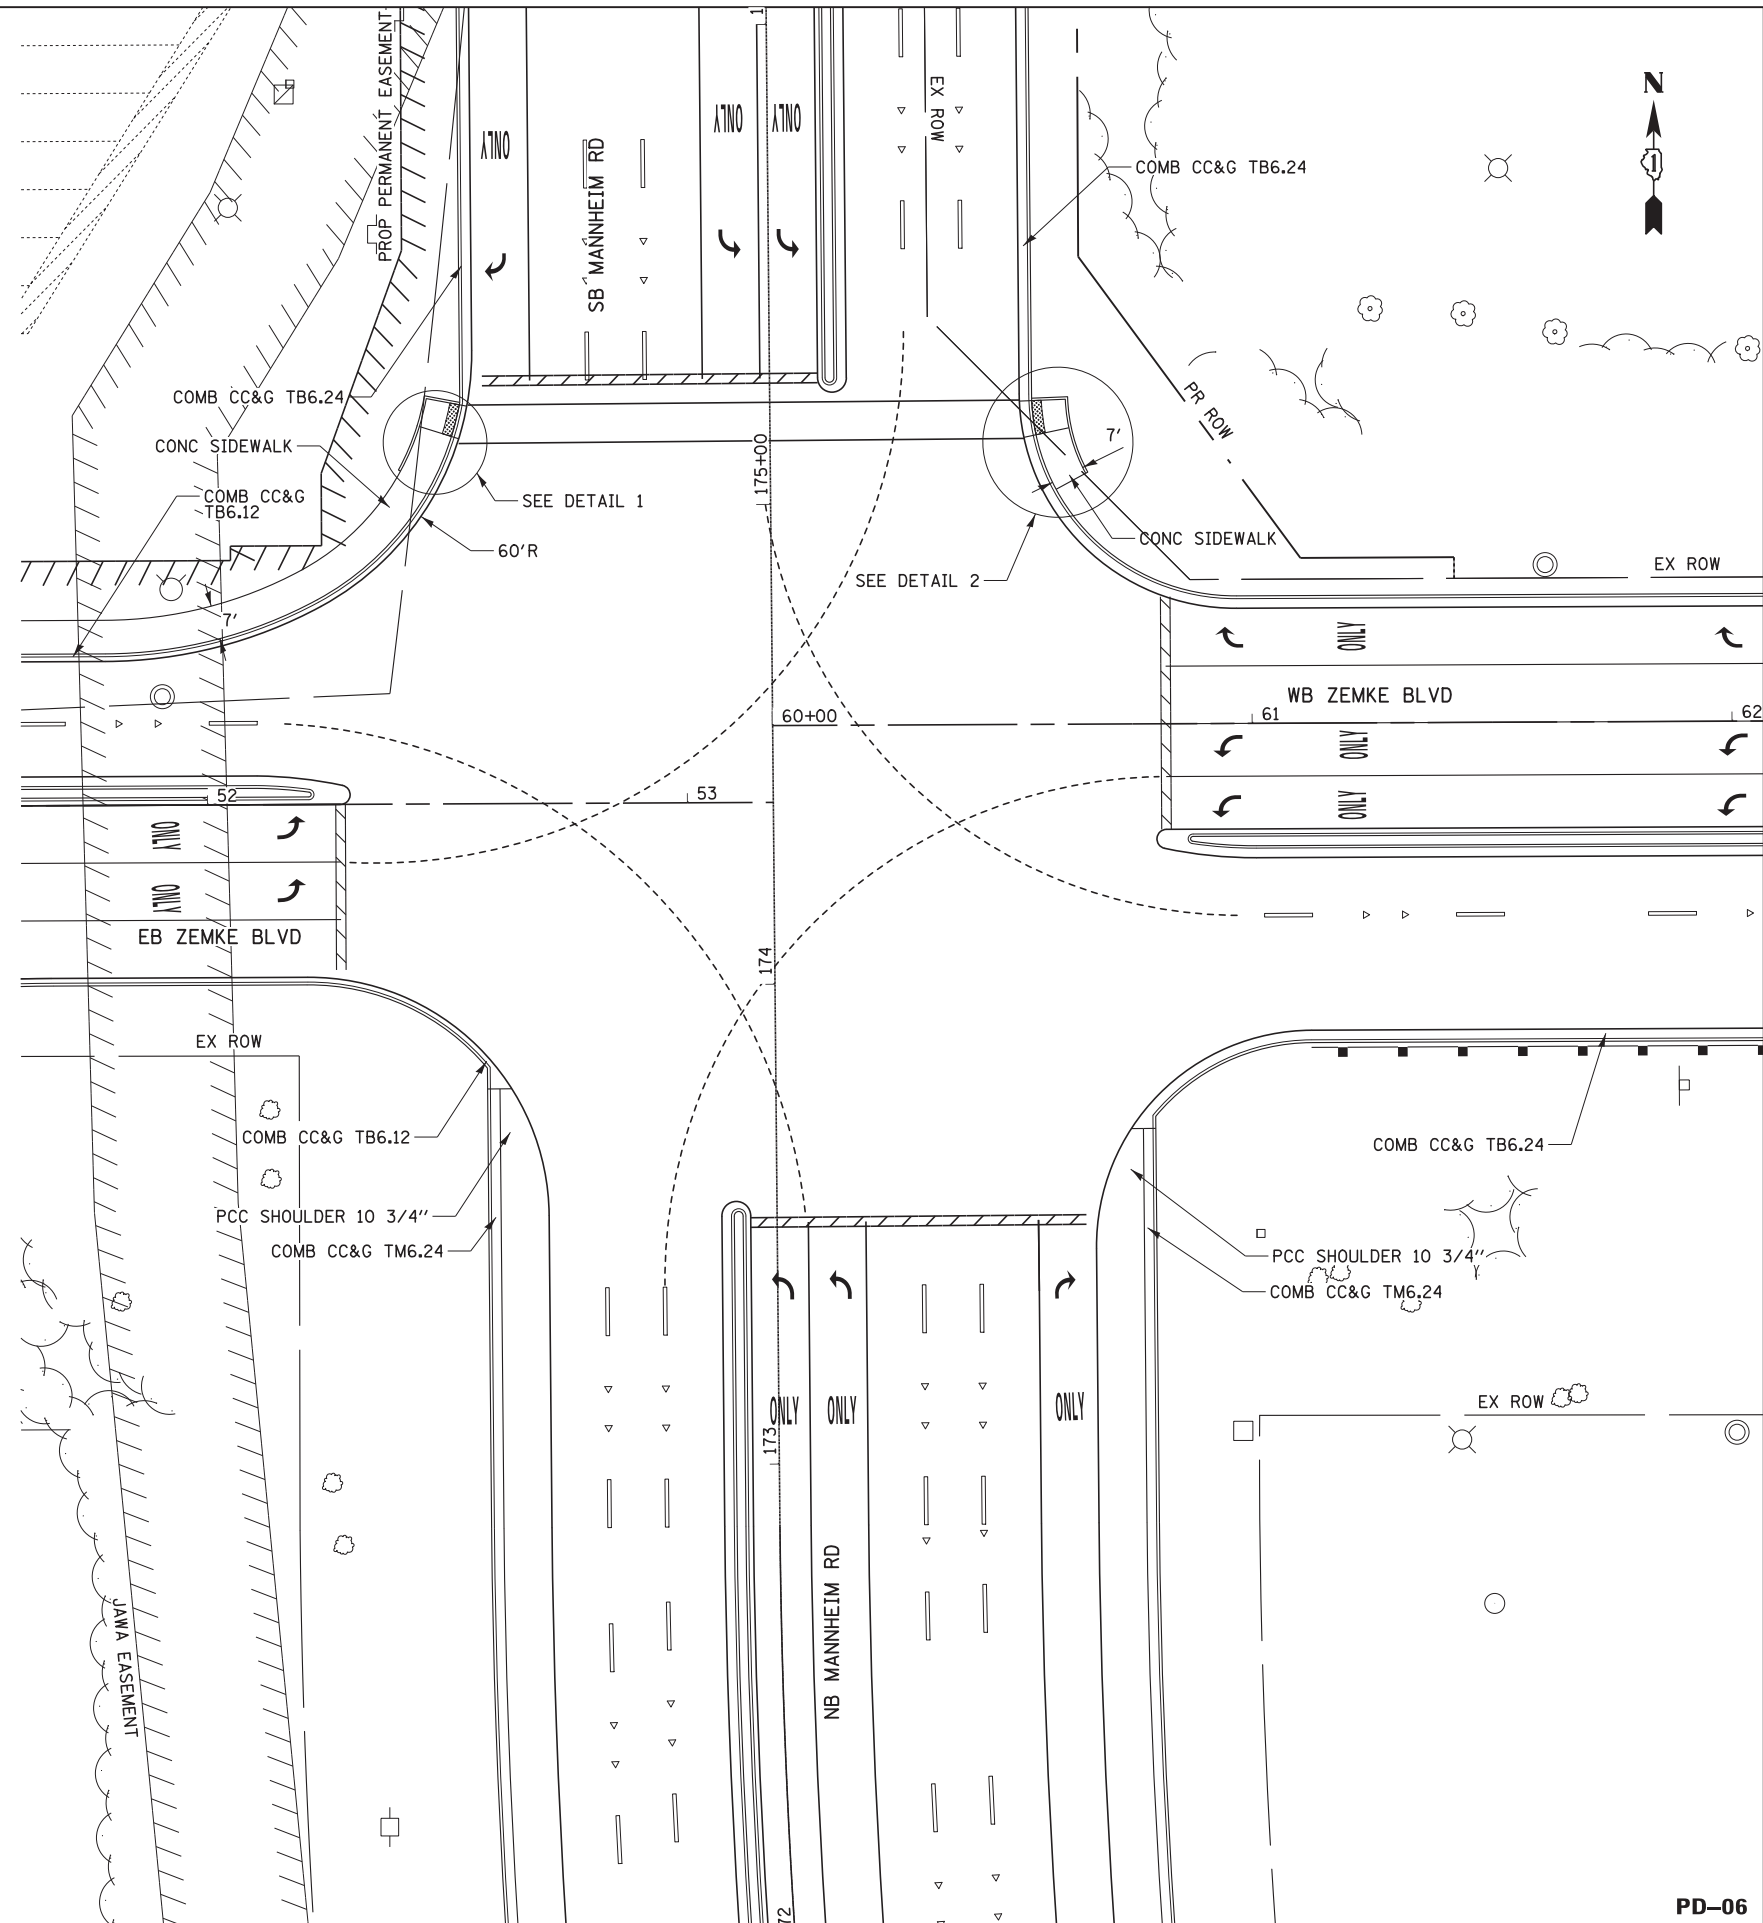 PROP PERMANENT EASEMENT
1
EX ROW
N
1
ONLY
ONLY
ONLY
SB MANNHEIM RD
COMB CC&G TB6.24
COMB CC&G TB6.24
PR ROW
CONC SIDEWALK
7'
175+00
COMB CC&G
TB6.12
SEE DETAIL 1
60'R
CONC SIDEWALK
SEE DETAIL 2
EX ROW
7'
ONLY
WB ZEMKE BLVD
60+00
61
62
ONLY
52
53
ONLY
ONLY
ONLY
EB ZEMKE BLVD
174
EX ROW
COMB CC&G TB6.12
COMB CC&G TB6.24
PCC SHOULDER 10 3/4"
COMB CC&G TM6.24
PCC SHOULDER 10 3/4"
COMB CC&G TM6.24
ONLY
ONLY
ONLY
EX ROW
173
NB MANNHEIM RD
JAWA EASEMENT
72
PD-06